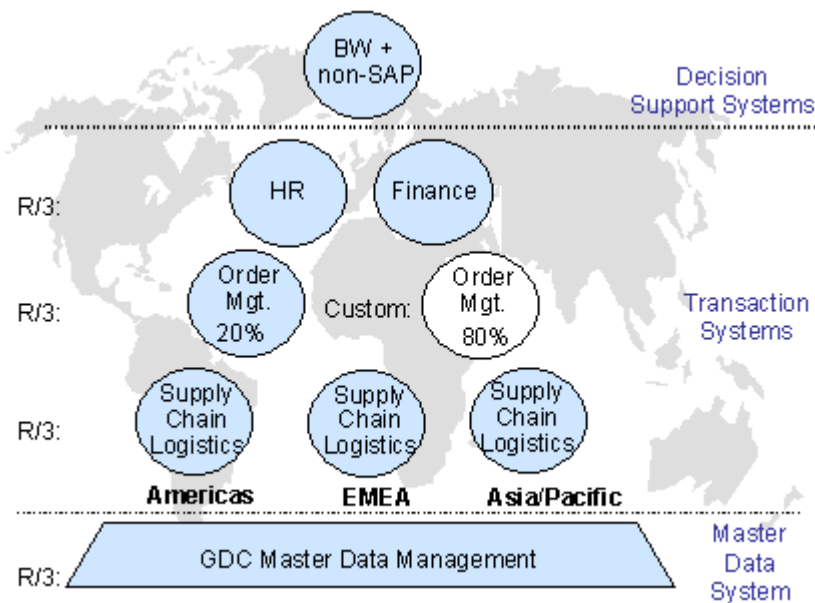 BW +
non-SAP
Decision
Support Systems
R/3:
HR
Finance
R/3:
Order
Mgt.
20%
Custom:
Order
Mgt.
80%
Transaction
Systems
R/3:
Supply
Chain
Logistics
Supply
Chain
Logistics
Supply
Chain
Logistics
Americas
EMEA
Asia/Pacific
R/3:
GDC Master Data Management
Master
Data
System